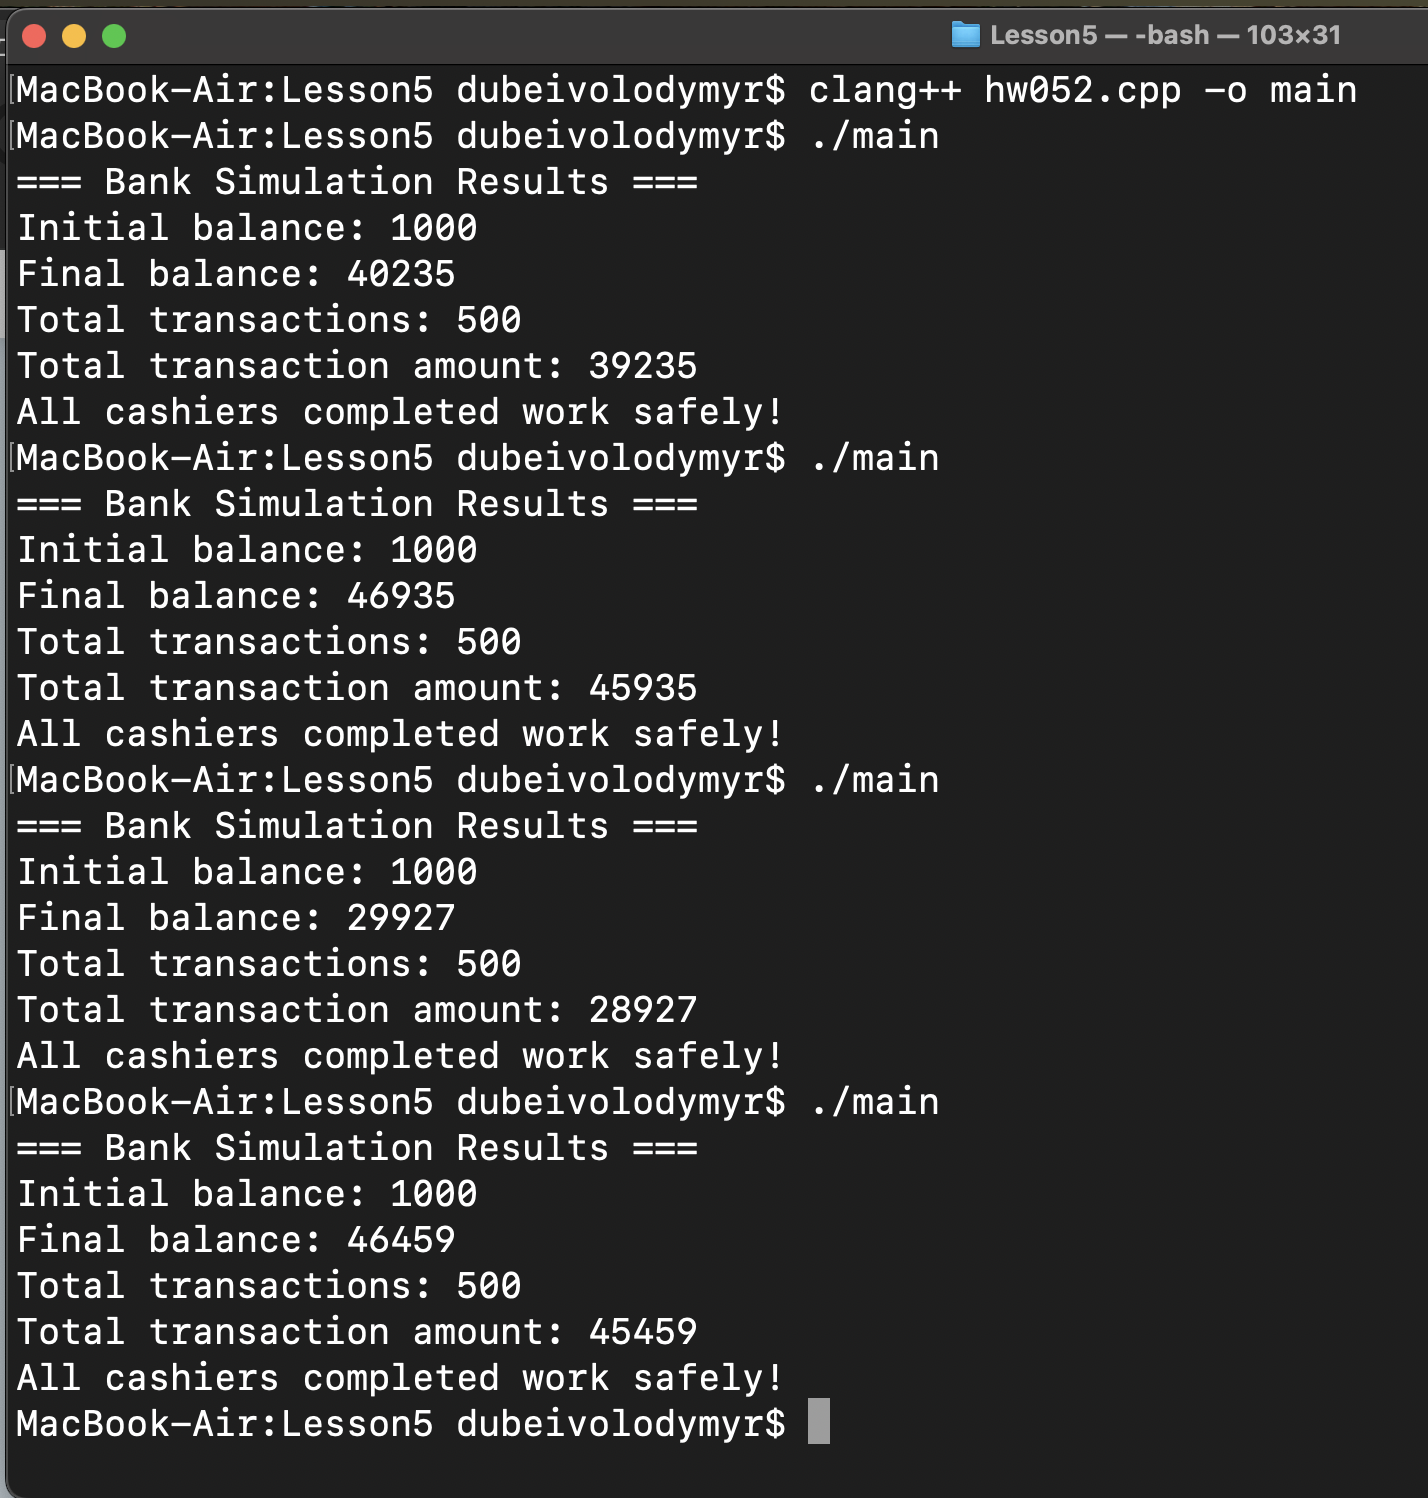 Lesson5 — -bash — 103×31
MacBook-Air:Lesson5 dubeivolodymyr$ clang++ hw052.cpp -o main
MacBook-Air:Lesson5 dubeivolodymyr$ ./main
=== Bank Simulation Results ===
Initial balance: 1000
Final balance: 40235
Total transactions: 500
Total transaction amount: 39235
All cashiers completed work safely!
MacBook-Air:Lesson5 dubeivolodymyr$ ./main
=== Bank Simulation Results ===
Initial balance: 1000
Final balance: 46935
Total transactions: 500
Total transaction amount: 45935
All cashiers completed work safely!
MacBook-Air:Lesson5 dubeivolodymyr$ ./main
=== Bank Simulation Results ===
Initial balance: 1000
Final balance: 29927
Total transactions: 500
Total transaction amount: 28927
All cashiers completed work safely!
MacBook-Air:Lesson5 dubeivolodymyr$ ./main
=== Bank Simulation Results ===
Initial balance: 1000
Final balance: 46459
Total transactions: 500
Total transaction amount: 45459
All cashiers completed work safely!
MacBook-Air:Lesson5 dubeivolodymyr$